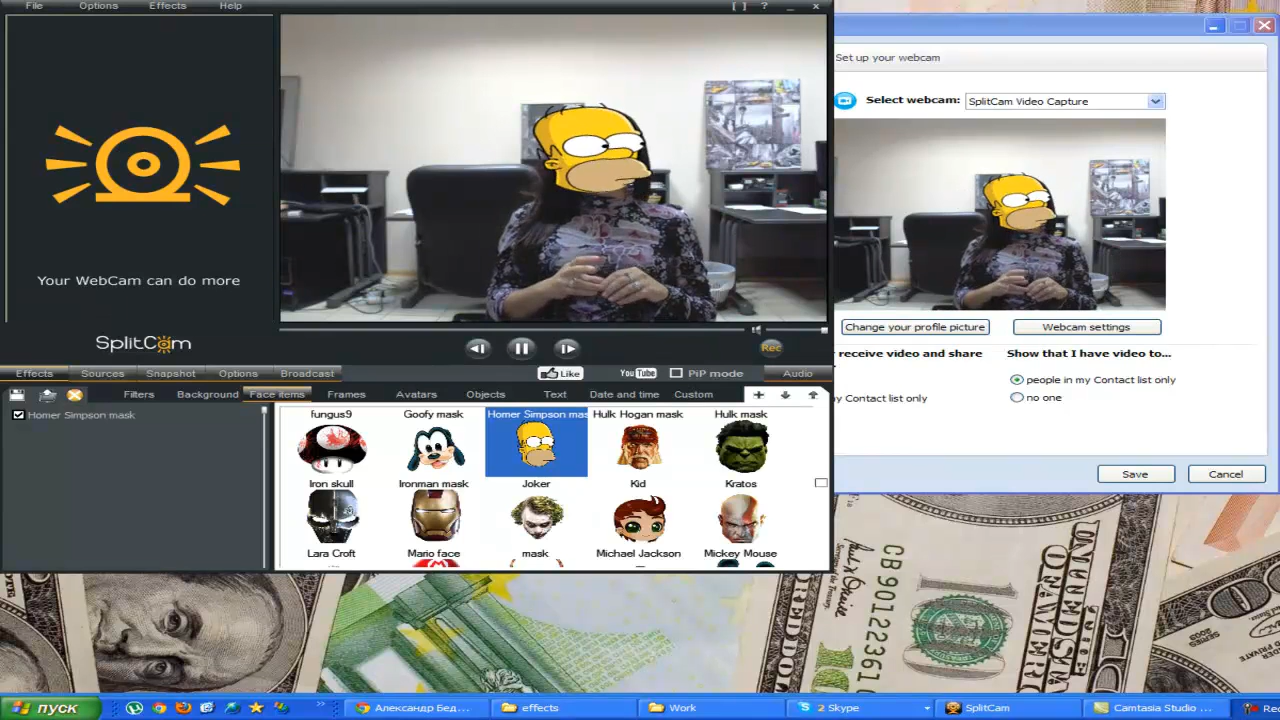 File Options Effects Help
[ ] ? _ ×
Your WebCam can do more
SplitCam
Rec
Effects Sources Snapshot Options Broadcast
Like YouTube PiP mode Audio
Filters Background Face items Frames Avatars Objects Text Date and time Custom
Homer Simpson mask
fungus9 Goofy mask Homer Simpson mas Hulk Hogan mask Hulk mask
Iron skull Ironman mask Joker Kid Kratos
Lara Croft Mario face mask Michael Jackson Mickey Mouse
Set up your webcam
Select webcam: SplitCam Video Capture
Change your profile picture Webcam settings
receive video and share Show that I have video to...
people in my Contact list only
y Contact list only no one
Save Cancel
CB9012236
пуск Александр Бед... effects Work 2 Skype SplitCam Camtasia Studio ... Rec